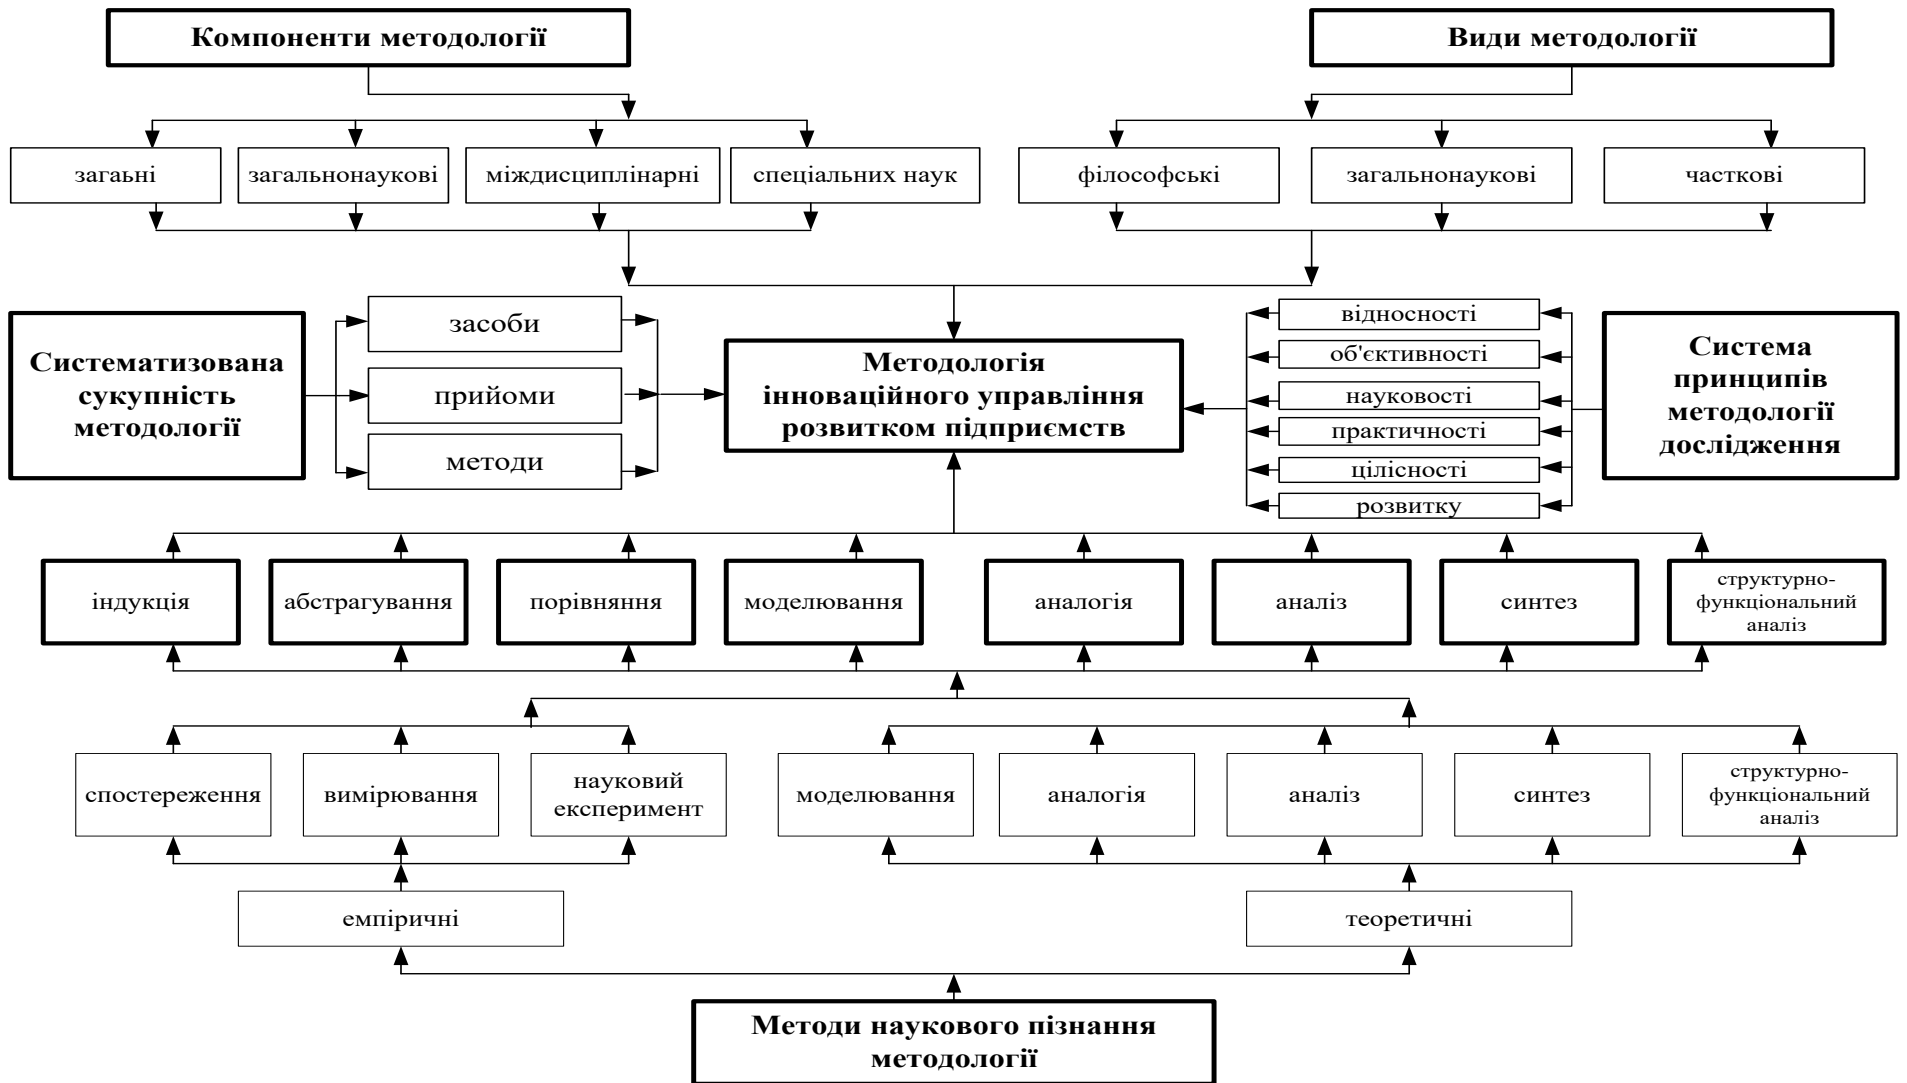 Компоненти методології
Види методології
загаьні
загальнонаукові
міждисциплінарні
спеціальних наук
філософські
загальнонаукові
часткові
Систематизована
сукупність
методології
засоби
прийоми
методи
Методологія
інноваційного управління
розвитком підприємств
відносності
об'єктивності
науковості
практичності
цілісності
розвитку
Система
принципів
методології
дослідження
індукція
абстрагування
порівняння
моделювання
аналогія
аналіз
синтез
структурно-
функціональний
аналіз
спостереження
вимірювання
науковий
експеримент
моделювання
аналогія
аналіз
синтез
структурно-
функціональний
аналіз
емпіричні
теоретичні
Методи наукового пізнання
методології